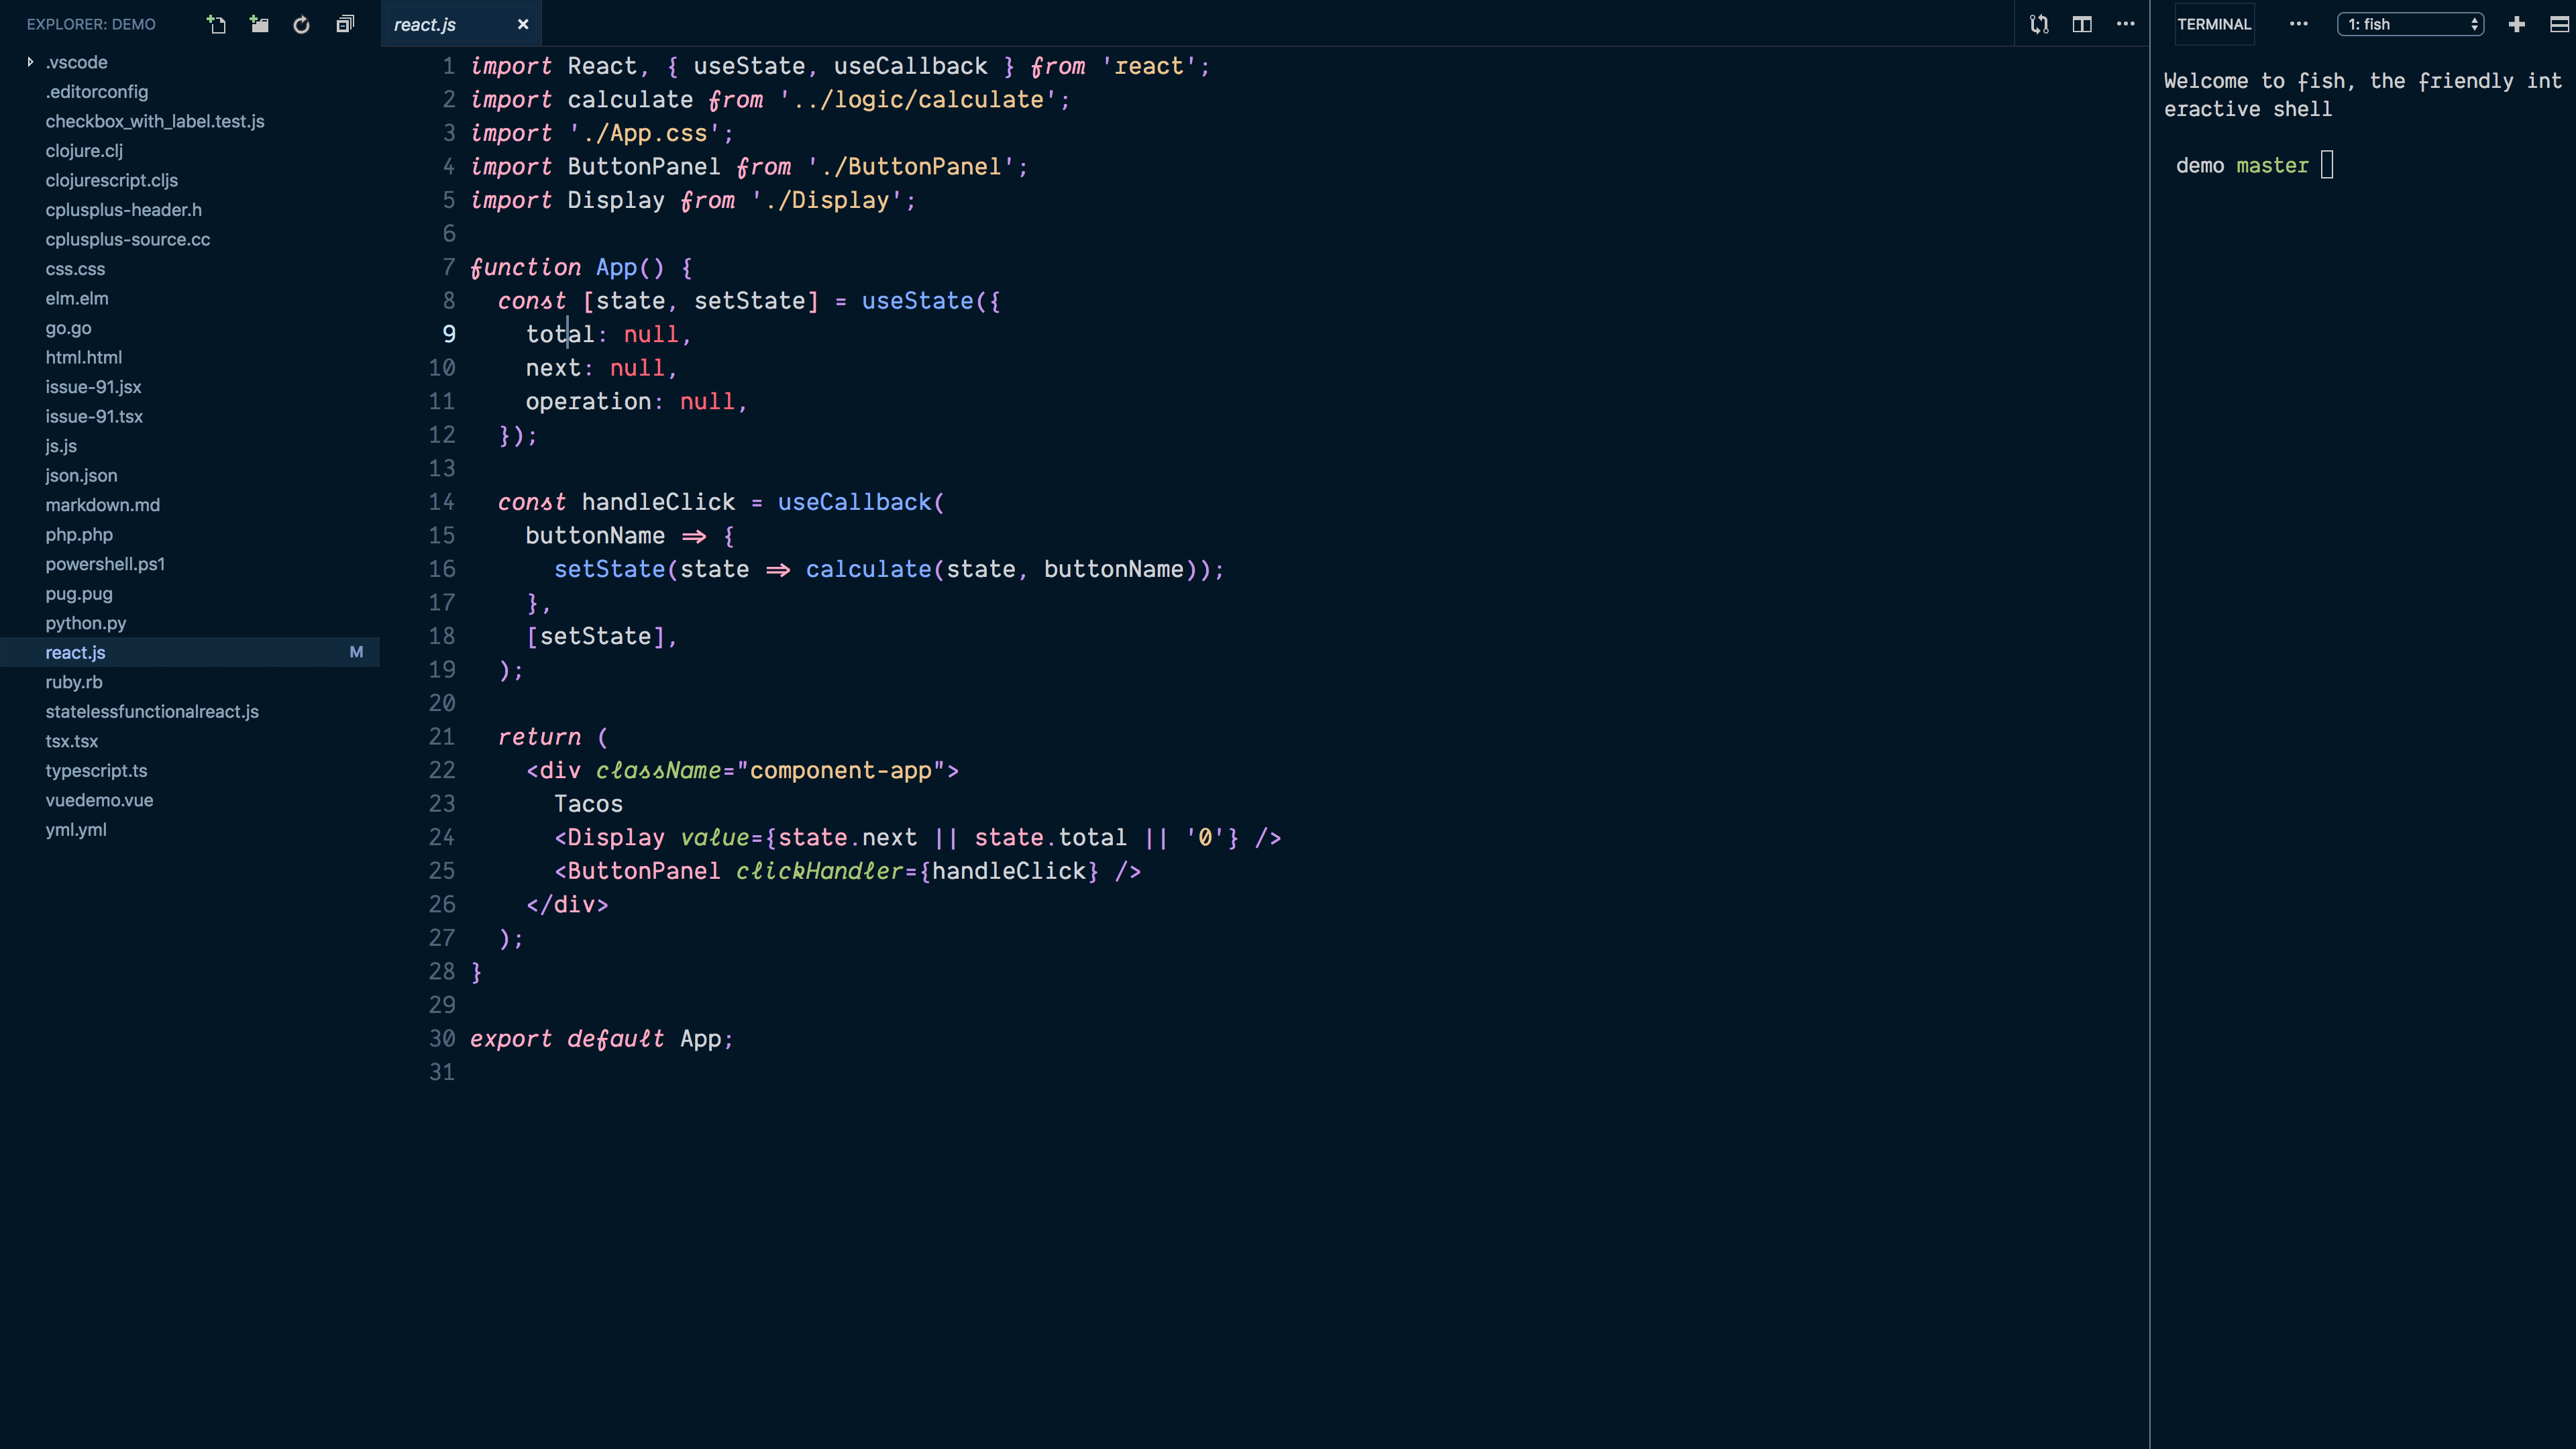 EXPLORER: DEMO
.vscode
.editorconfig
checkbox_with_label.test.js
clojure.clj
clojurescript.cljs
cplusplus-header.h
cplusplus-source.cc
css.css
elm.elm
go.go
html.html
issue-91.jsx
issue-91.tsx
js.js
json.json
markdown.md
php.php
powershell.ps1
pug.pug
python.py
react.js M
ruby.rb
statelessfunctionalreact.js
tsx.tsx
typescript.ts
vuedemo.vue
yml.yml
react.js
1 import React, { useState, useCallback } from 'react';
2 import calculate from '../logic/calculate';
3 import './App.css';
4 import ButtonPanel from './ButtonPanel';
5 import Display from './Display';
6
7 function App() {
8   const [state, setState] = useState({
9     total: null,
10     next: null,
11     operation: null,
12   });
13
14   const handleClick = useCallback(
15     buttonName => {
16       setState(state => calculate(state, buttonName));
17     },
18     [setState],
19   );
20
21   return (
22     <div className="component-app">
23       Tacos
24       <Display value={state.next || state.total || '0'} />
25       <ButtonPanel clickHandler={handleClick} />
26     </div>
27   );
28 }
29
30 export default App;
31
TERMINAL
1: fish
Welcome to fish, the friendly int
eractive shell
demo master